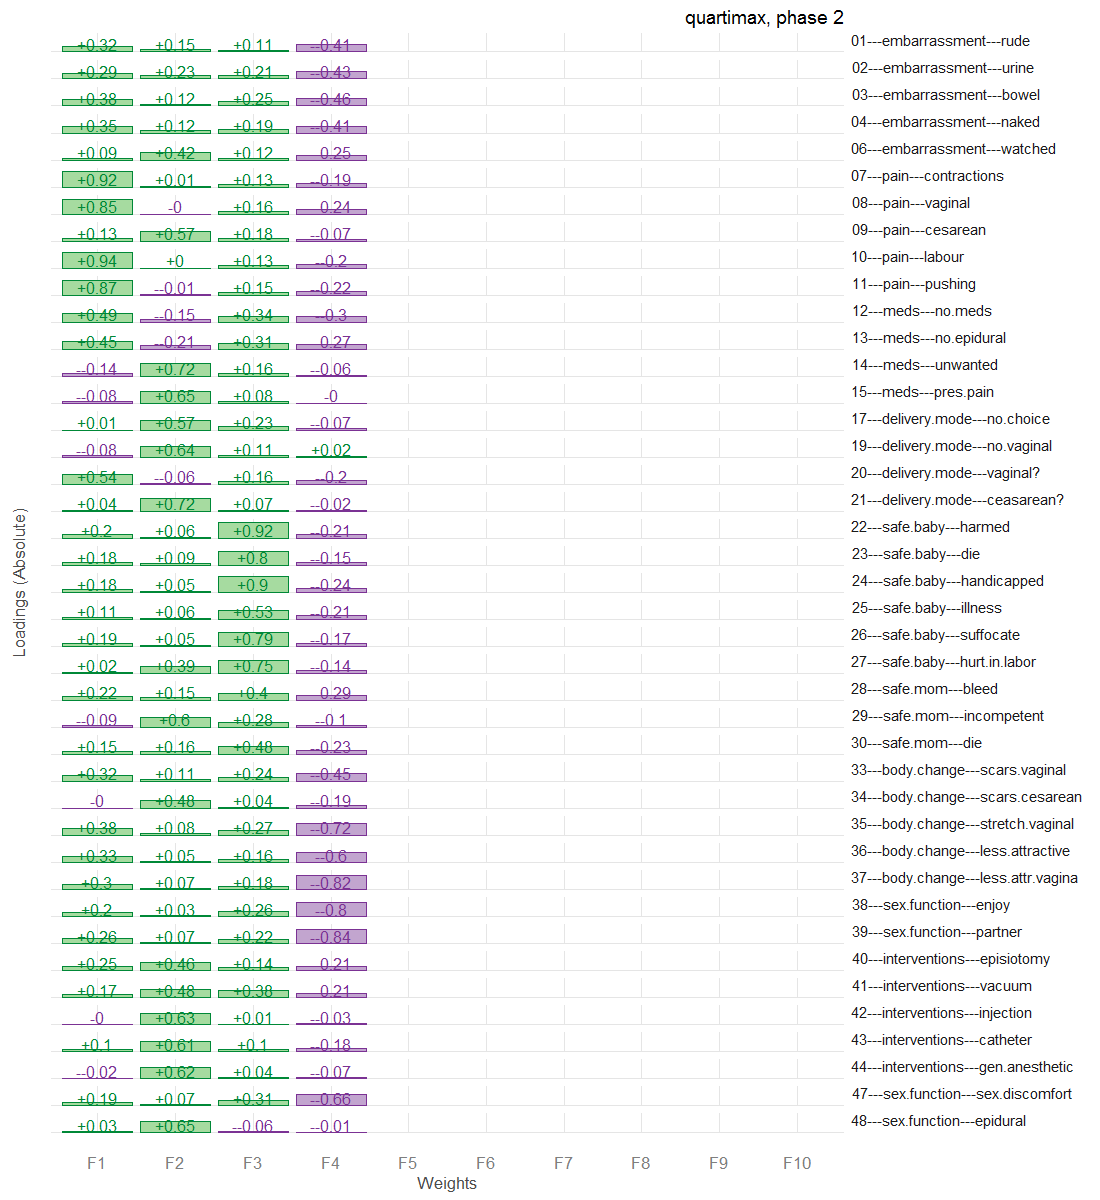 quartimax, phase 2
+0.32 +0.15 +0.11 --0.41 01---embarrassment---rude
+0.29 +0.23 +0.21 --0.43 02---embarrassment---urine
+0.38 +0.12 +0.25 --0.46 03---embarrassment---bowel
+0.35 +0.12 +0.19 --0.41 04---embarrassment---naked
+0.09 +0.42 +0.12 --0.25 06---embarrassment---watched
+0.92 +0.01 +0.13 --0.19 07---pain---contractions
+0.85 -0 +0.16 --0.24 08---pain---vaginal
+0.13 +0.57 +0.18 --0.07 09---pain---cesarean
+0.94 +0 +0.13 --0.2 10---pain---labour
+0.87 --0.01 +0.15 --0.22 11---pain---pushing
+0.49 --0.15 +0.34 --0.3 12---meds---no.meds
+0.45 --0.21 +0.31 --0.27 13---meds---no.epidural
--0.14 +0.72 +0.16 --0.06 14---meds---unwanted
--0.08 +0.65 +0.08 -0 15---meds---pres.pain
+0.01 +0.57 +0.23 --0.07 17---delivery.mode---no.choice
--0.08 +0.64 +0.11 +0.02 19---delivery.mode---no.vaginal
+0.54 --0.06 +0.16 --0.2 20---delivery.mode---vaginal?
+0.04 +0.72 +0.07 --0.02 21---delivery.mode---ceasarean?
+0.2 +0.06 +0.92 --0.21 22---safe.baby---harmed
+0.18 +0.09 +0.8 --0.15 23---safe.baby---die
+0.18 +0.05 +0.9 --0.24 24---safe.baby---handicapped
+0.11 +0.06 +0.53 --0.21 25---safe.baby---illness
+0.19 +0.05 +0.79 --0.17 26---safe.baby---suffocate
+0.02 +0.39 +0.75 --0.14 27---safe.baby---hurt.in.labor
+0.22 +0.15 +0.4 --0.29 28---safe.mom---bleed
--0.09 +0.6 +0.28 --0.1 29---safe.mom---incompetent
+0.15 +0.16 +0.48 --0.23 30---safe.mom---die
+0.32 +0.11 +0.24 --0.45 33---body.change---scars.vaginal
-0 +0.48 +0.04 --0.19 34---body.change---scars.cesarean
+0.38 +0.08 +0.27 --0.72 35---body.change---stretch.vaginal
+0.33 +0.05 +0.16 --0.6 36---body.change---less.attractive
+0.3 +0.07 +0.18 --0.82 37---body.change---less.attr.vagina
+0.2 +0.03 +0.26 --0.8 38---sex.function---enjoy
+0.26 +0.07 +0.22 --0.84 39---sex.function---partner
+0.25 +0.46 +0.14 --0.21 40---interventions---episiotomy
+0.17 +0.48 +0.38 --0.21 41---interventions---vacuum
-0 +0.63 +0.01 --0.03 42---interventions---injection
+0.1 +0.61 +0.1 --0.18 43---interventions---catheter
--0.02 +0.62 +0.04 --0.07 44---interventions---gen.anesthetic
+0.19 +0.07 +0.31 --0.66 47---sex.function---sex.discomfort
+0.03 +0.65 --0.06 --0.01 48---sex.function---epidural
Loadings (Absolute)
F1 F2 F3 F4 F5 F6 F7 F8 F9 F10
Weights